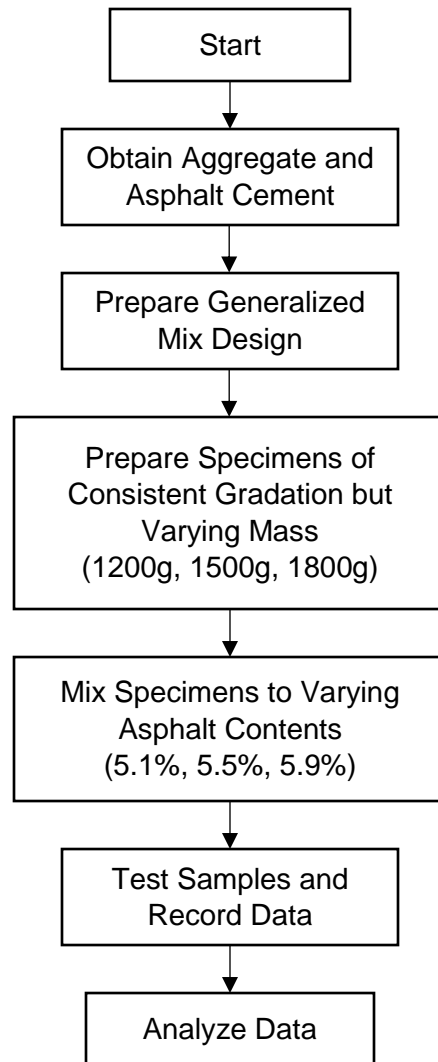 Start
Obtain Aggregate and
Asphalt Cement
Prepare Generalized
Mix Design
Prepare Specimens of
Consistent Gradation but
Varying Mass
(1200g, 1500g, 1800g)
Mix Specimens to Varying
Asphalt Contents
(5.1%, 5.5%, 5.9%)
Test Samples and
Record Data
Analyze Data